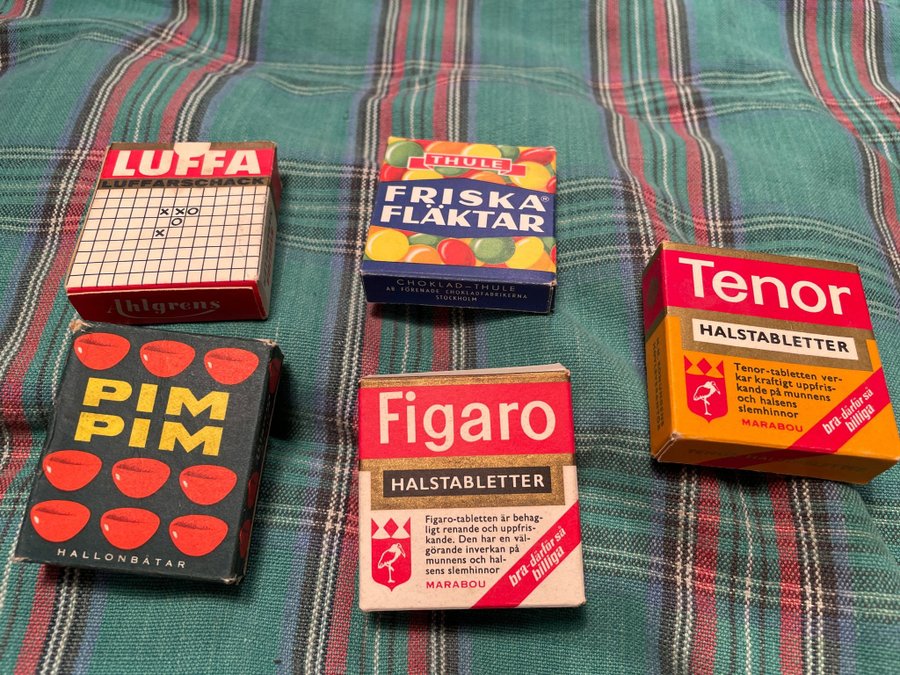 LUFFA
LUFFARSCHACK
x x o
o
x
Ahlgrens
THULE
FRISKA®
FLÄKTAR
CHOKLAD-THULE
AB FÖRENADE CHOKLADFABRIKERNA
STOCKHOLM
Tenor
HALSTABLETTER
Tenor-tabletten ver-
kar kraftigt uppfris-
kande på munnens
och halsens
slemhinnor
MARABOU
bra-därför så
billiga
PIM
PIM
HALLONBÅTAR
Figaro
HALSTABLETTER
Figaro-tabletten är behag-
ligt renande och uppfris-
kande. Den har en väl-
görande inverkan på
munnens och hal-
sens slemhinnor
MARABOU
bra-därför så
billiga